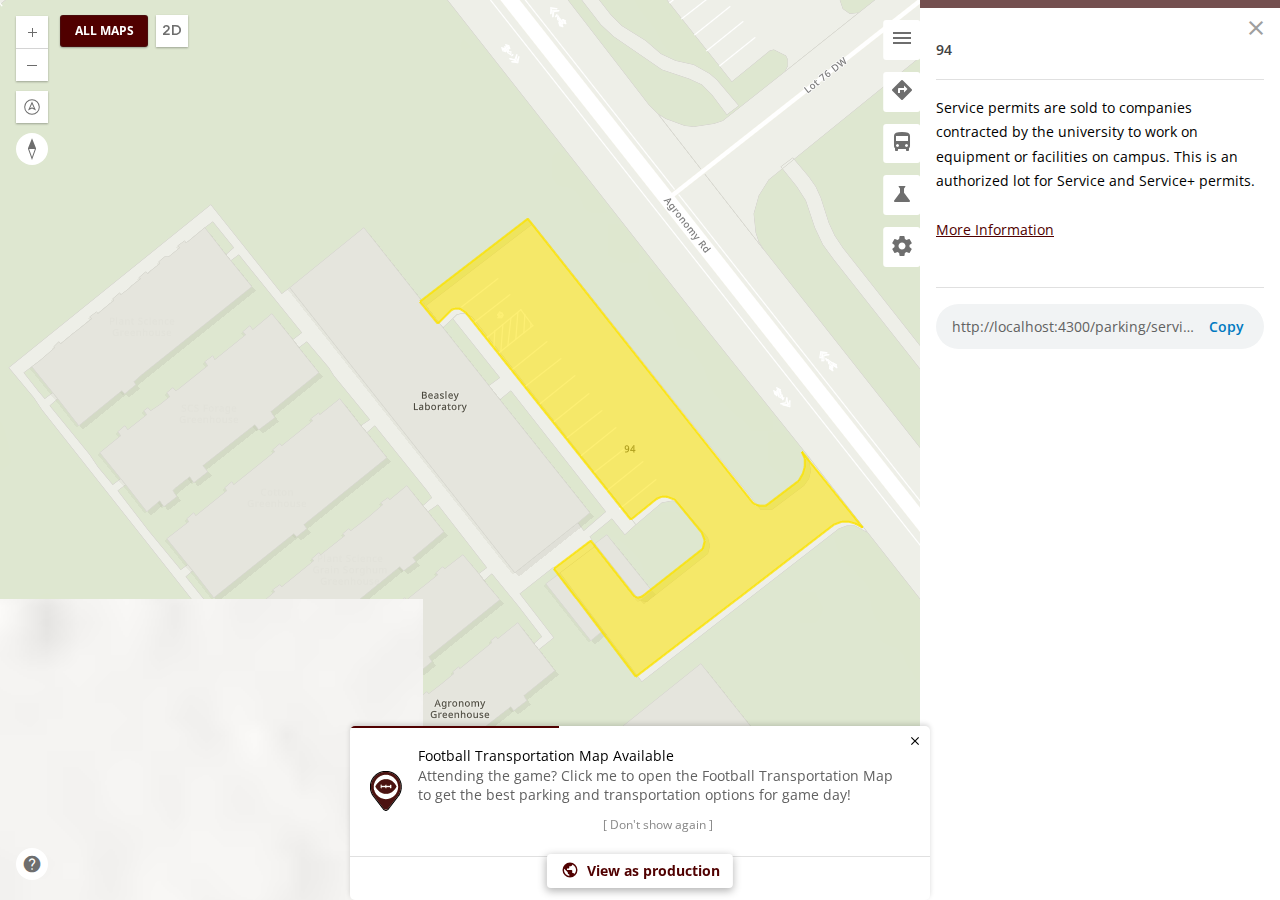 ALL MAPS
2D
Lot 76 DW
Agronomy Rd
Beasley
Laboratory
94
Agronomy
Greenhouse
94
Service permits are sold to companies
contracted by the university to work on
equipment or facilities on campus. This is an
authorized lot for Service and Service+ permits.
More Information
http://localhost:4300/parking/servi...
Copy
Football Transportation Map Available
Attending the game? Click me to open the Football Transportation Map
to get the best parking and transportation options for game day!
[ Don't show again ]
View as production